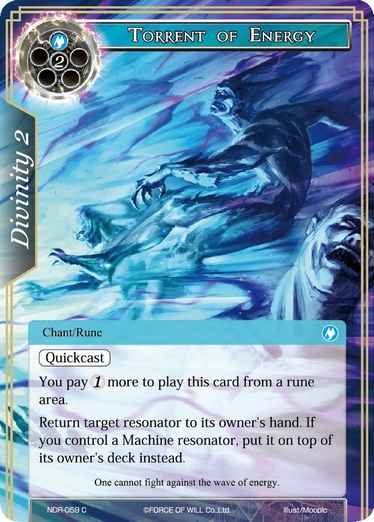 Torrent of Energy
2
Divinity 2
Chant/Rune
Quickcast
You pay 1 more to play this card from a rune
area.
Return target resonator to its owner's hand. If
you control a Machine resonator, put it on top of
its owner's deck instead.
One cannot fight against the wave of energy.
NDR-059 C ©FORCE OF WILL Co.,Ltd. Illust/Moopic